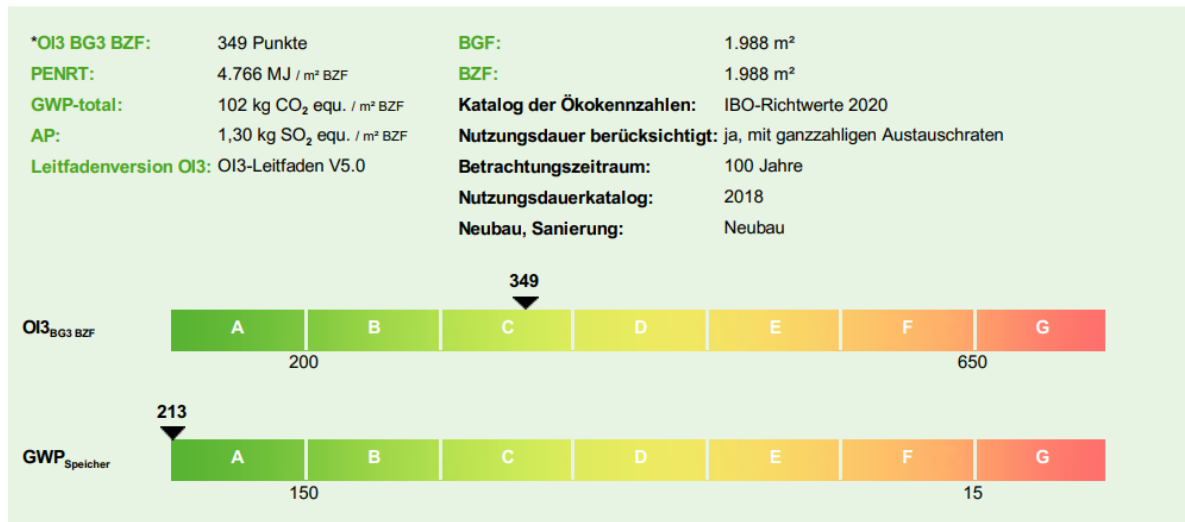 *OI3 BG3 BZF: 349 Punkte BGF: 1.988 m²
PENRT: 4.766 MJ / m² BZF BZF: 1.988 m²
GWP-total: 102 kg CO₂ equ. / m² BZF Katalog der Ökokennzahlen: IBO-Richtwerte 2020
AP: 1,30 kg SO₂ equ. / m² BZF Nutzungsdauer berücksichtigt: ja, mit ganzzahligen Austauschraten
Leitfadenversion OI3: OI3-Leitfaden V5.0 Betrachtungszeitraum: 100 Jahre
Nutzungsdauerkatalog: 2018
Neubau, Sanierung: Neubau
349
OI3BG3 BZF A B C D E F G
200 650
213
GWPSpeicher A B C D E F G
150 15